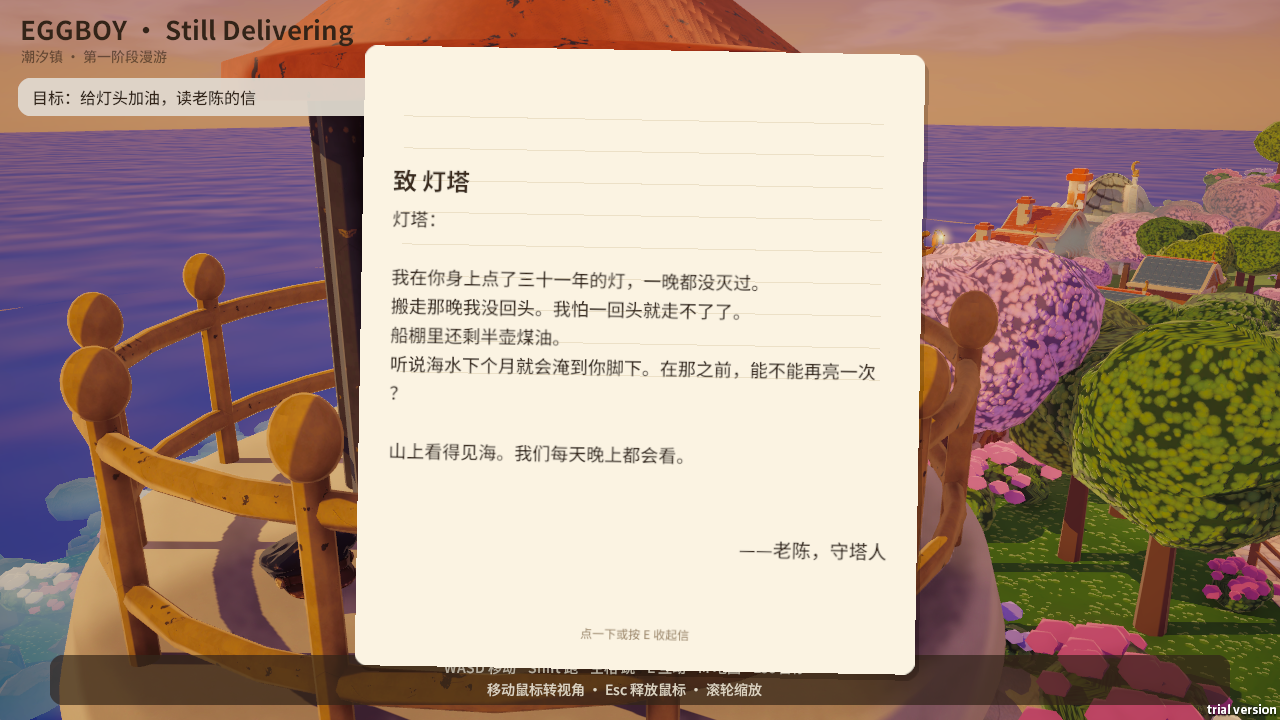 EGGBOY • Still Delivering
潮汐镇 • 第一阶段漫游
目标：给灯头加油，读老陈的信
致 灯塔
灯塔：
我在你身上点了三十一年的灯，一晚都没灭过。
搬走那晚我没回头。我怕一回头就走不了了。
船棚里还剩半壶煤油。
听说海水下个月就会淹到你脚下。在那之前，能不能再亮一次
？
山上看得见海。我们每天晚上都会看。
——老陈，守塔人
点一下或按 E 收起信
移动鼠标转视角 • Esc 释放鼠标 • 滚轮缩放
trial version